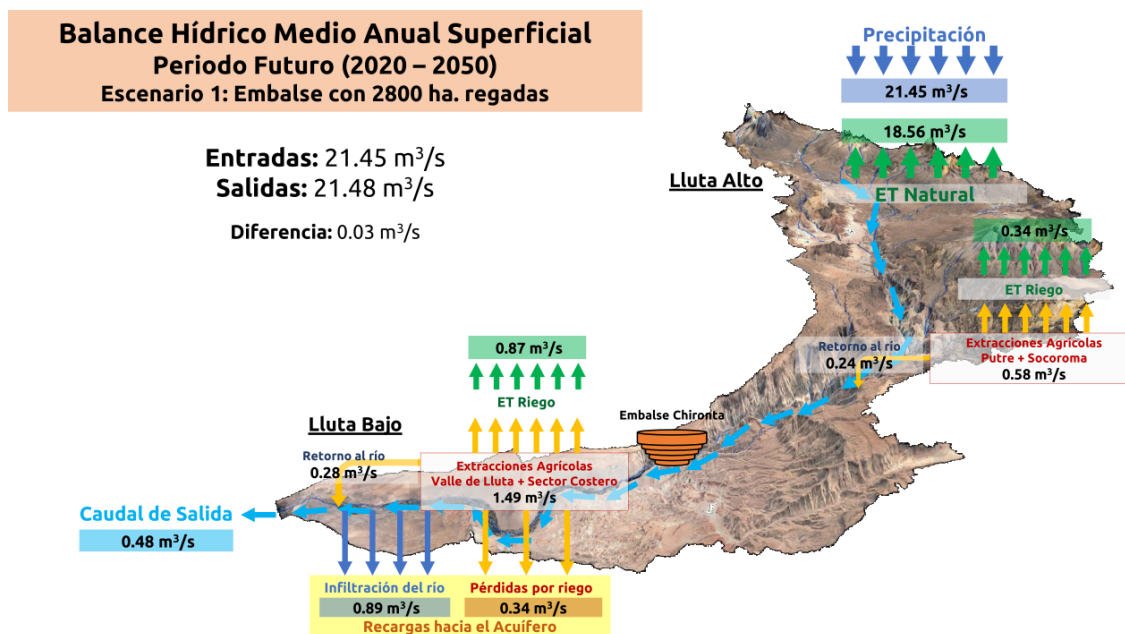 Balance Hídrico Medio Anual Superficial
Periodo Futuro (2020 – 2050)
Escenario 1: Embalse con 2800 ha. regadas
Entradas: 21.45 m³/s
Salidas: 21.48 m³/s
Diferencia: 0.03 m³/s
Precipitación
21.45 m³/s
18.56 m³/s
Lluta Alto
ET Natural
0.34 m³/s
ET Riego
Extracciones Agrícolas
Putre + Socoroma
0.58 m³/s
Retorno al río
0.24 m³/s
0.87 m³/s
ET Riego
Embalse Chironta
Lluta Bajo
Retorno al río
0.28 m³/s
Extracciones Agrícolas
Valle de Lluta + Sector Costero
1.49 m³/s
Caudal de Salida
0.48 m³/s
Infiltración del río
0.89 m³/s
Pérdidas por riego
0.34 m³/s
Recargas hacia el Acuífero